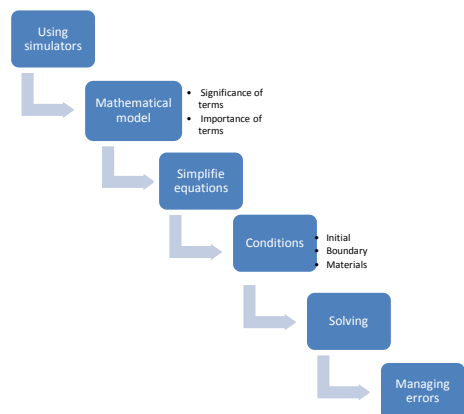 Using
simulators
Mathematical
model
• Significance of
terms
• Importance of
terms
Simplifie
equations
Conditions
• Initial
• Boundary
• Materials
Solving
Managing
errors